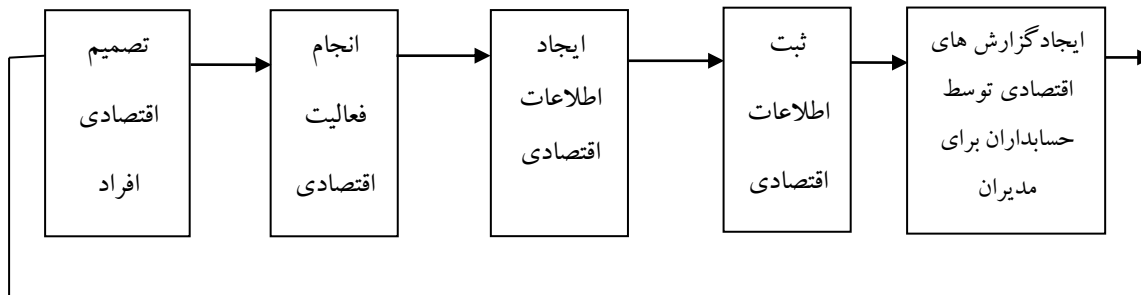 تصمیم
اقتصادی
افراد
انجام
فعالیت
اقتصادی
ایجاد
اطلاعات
اقتصادی
ثبت
اطلاعات
اقتصادی
ایجادگزارش های
اقتصادی توسط
حسابداران برای
مدیران